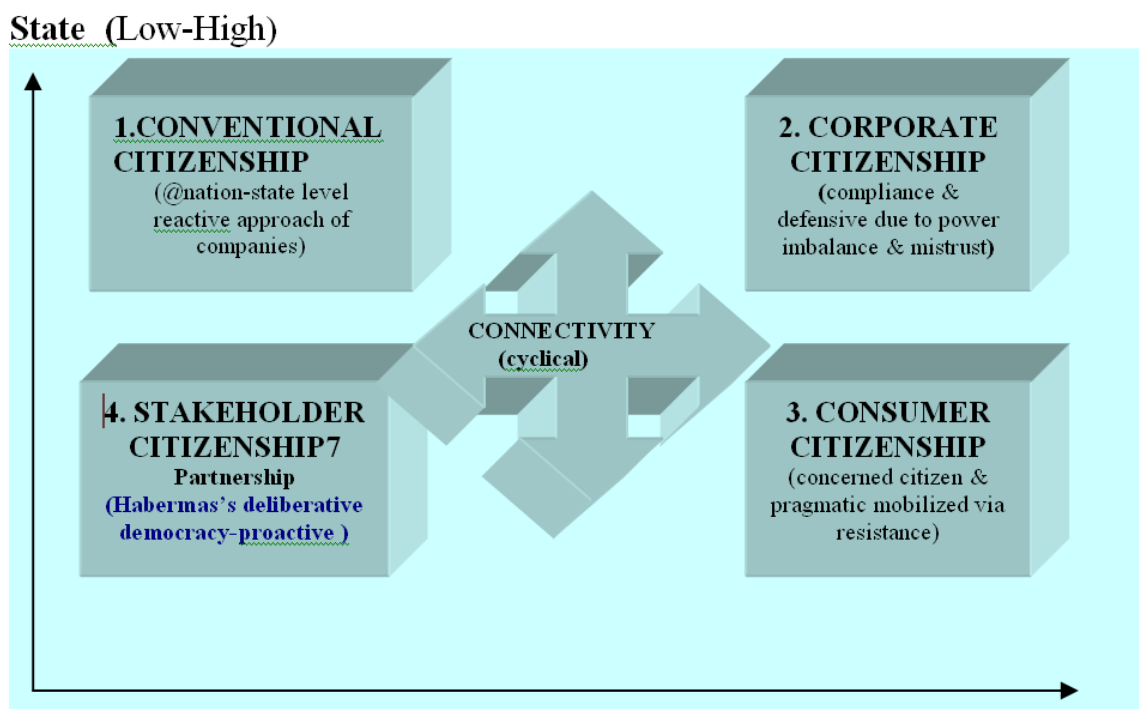 State (Low-High)
1.CONVENTIONAL
CITIZENSHIP
(@nation-state level
reactive approach of
companies)
2. CORPORATE
CITIZENSHIP
(compliance &
defensive due to power
imbalance & mistrust)
CONNECTIVITY
(cyclical)
4. STAKEHOLDER
CITIZENSHIP7
Partnership
(Habermas's deliberative
democracy-proactive )
3. CONSUMER
CITIZENSHIP
(concerned citizen &
pragmatic mobilized via
resistance)